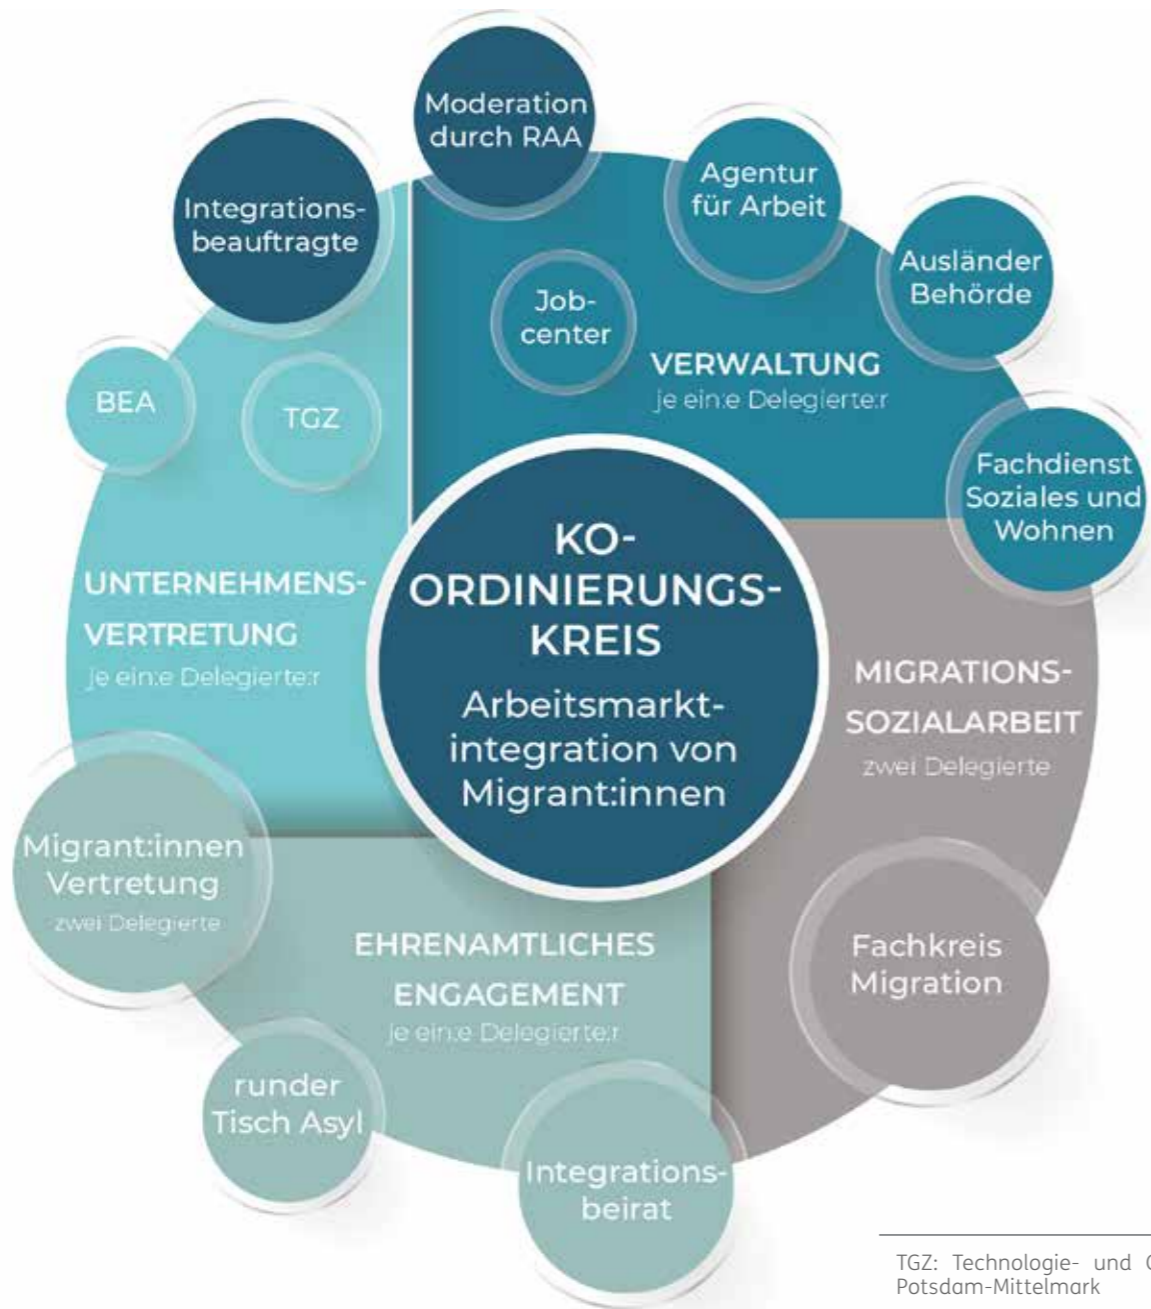 Moderation
durch RAA
Integrations-
beauftragte
Agentur
für Arbeit
Ausländer
Behörde
Job-
center
VERWALTUNG
je ein:e Delegierte:r
BEA
TGZ
Fachdienst
Soziales und
Wohnen
UNTERNEHMENS-
VERTRETUNG
je ein:e Delegierte:r
KO-
ORDINIERUNGS-
KREIS
Arbeitsmarkt-
integration von
Migrant:innen
MIGRATIONS-
SOZIALARBEIT
zwei Delegierte
Migrant:innen
Vertretung
zwei Delegierte
EHRENAMTLICHES
ENGAGEMENT
je ein:e Delegierte:r
Fachkreis
Migration
runder
Tisch Asyl
Integrations-
beirat
TGZ: Technologie- und
Potsdam-Mittelmark